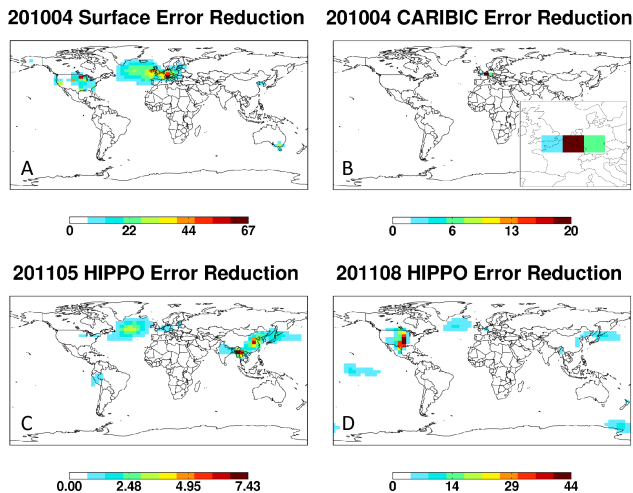 201004 Surface Error Reduction
201004 CARIBIC Error Reduction
A
B
0 22 44 67
0 6 13 20
201105 HIPPO Error Reduction
201108 HIPPO Error Reduction
C
D
0.00 2.48 4.95 7.43
0 14 29 44